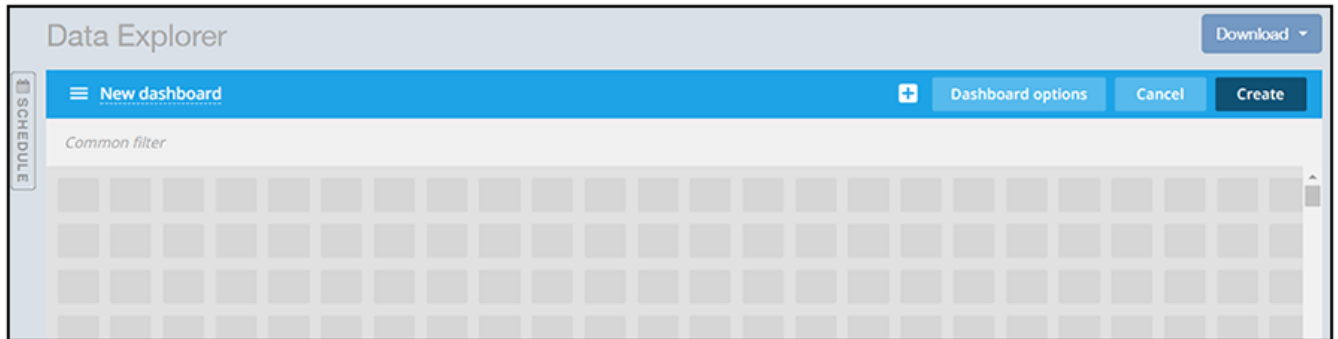 Data Explorer
Download
SCHEDULE
New dashboard
Dashboard options
Cancel
Create
Common filter